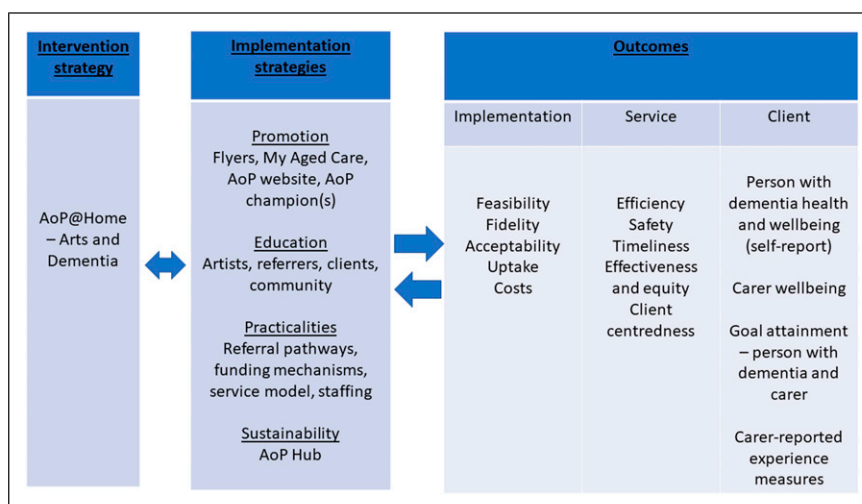 Intervention
strategy
AoP@Home
– Arts and
Dementia
Implementation
strategies
Promotion
Flyers, My Aged Care,
AoP website, AoP
champion(s)
Education
Artists, referrers, clients,
community
Practicalities
Referral pathways,
funding mechanisms,
service model, staffing
Sustainability
AoP Hub
Outcomes
Implementation
Feasibility
Fidelity
Acceptability
Uptake
Costs
Service
Efficiency
Safety
Timeliness
Effectiveness
and equity
Client
centredness
Client
Person with
dementia health
and wellbeing
(self-report)
Carer wellbeing
Goal attainment
– person with
dementia and
carer
Carer-reported
experience
measures